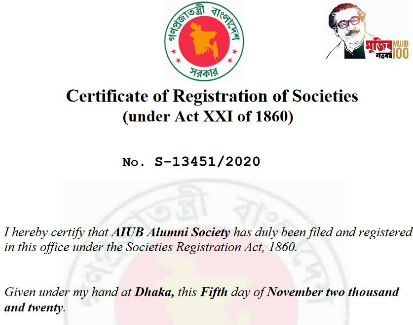 গণপ্রজাতন্ত্রী বাংলাদেশ
সরকার
মুজিব MUJIB
100
Certificate of Registration of Societies
(under Act XXI of 1860)
No. S-13451/2020
I hereby certify that AIUB Alumni Society has duly been filed and registered
in this office under the Societies Registration Act, 1860.
Given under my hand at Dhaka, this Fifth day of November two thousand
and twenty.